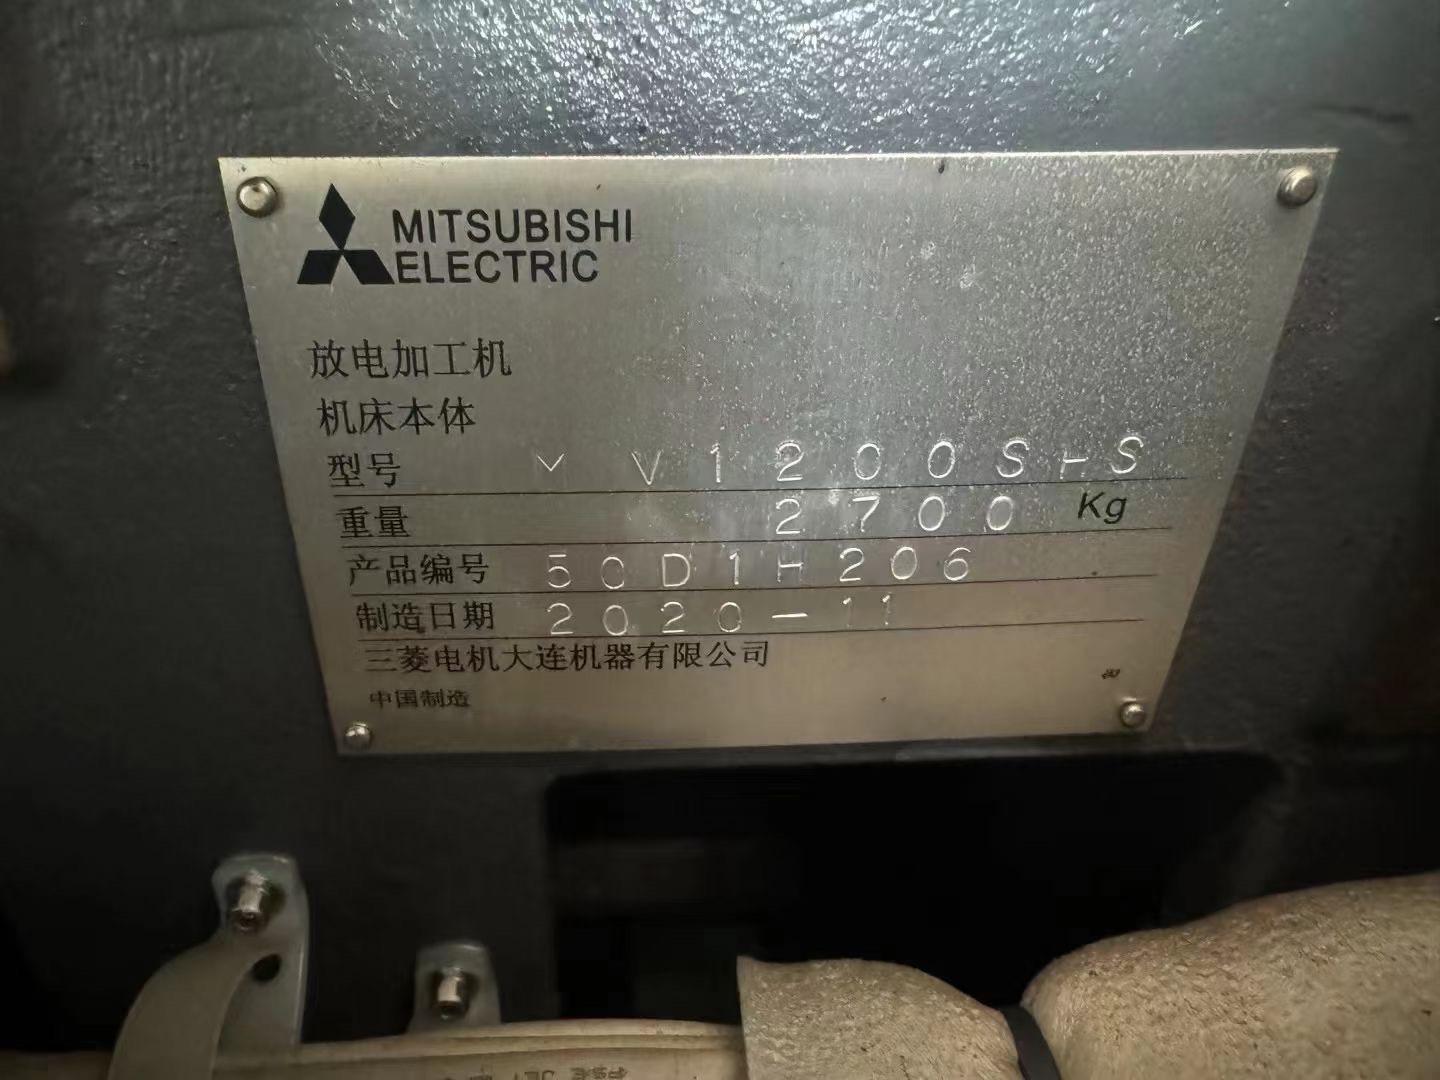 MITSUBISHI
ELECTRIC
放电加工机
机床本体
型号 MV1200S-S
重量 2700 Kg
产品编号 50D1H206
制造日期 2020-11
三菱电机大连机器有限公司
中国制造